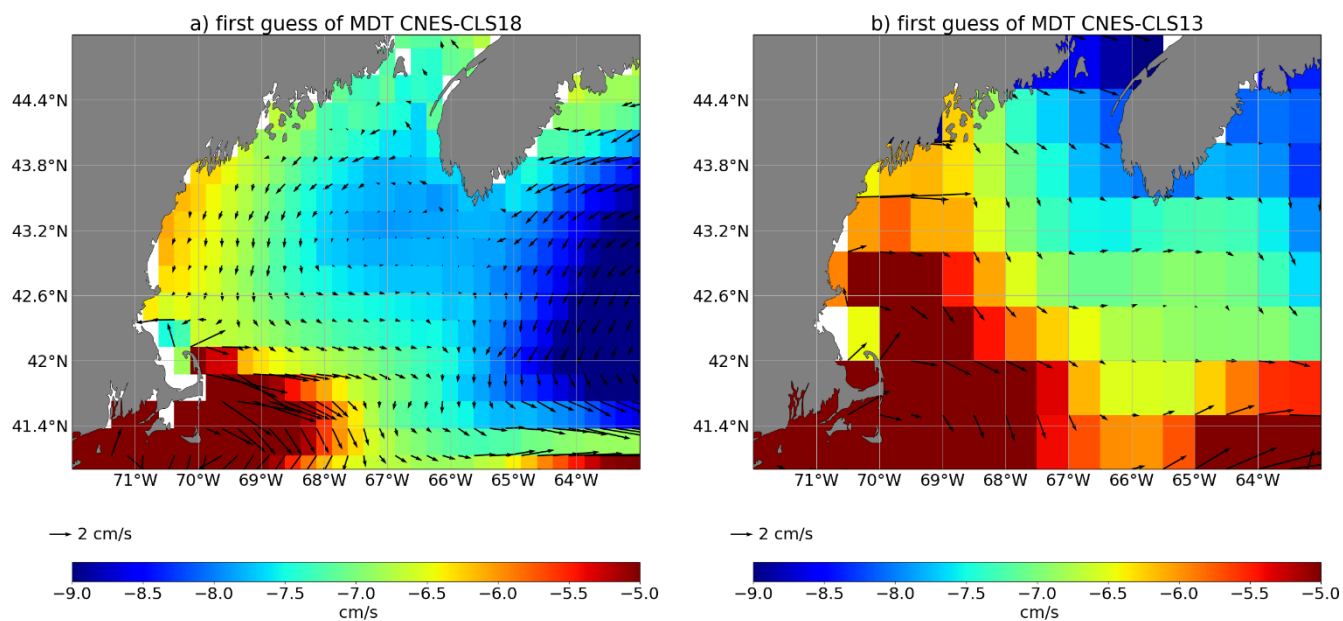 a) first guess of MDT CNES-CLS18
b) first guess of MDT CNES-CLS13
44.4°N
43.8°N
43.2°N
42.6°N
42°N
41.4°N
71°W 70°W 69°W 68°W 67°W 66°W 65°W 64°W
44.4°N
43.8°N
43.2°N
42.6°N
42°N
41.4°N
71°W 70°W 69°W 68°W 67°W 66°W 65°W 64°W
2 cm/s
2 cm/s
−9.0 −8.5 −8.0 −7.5 −7.0 −6.5 −6.0 −5.5 −5.0
cm/s
−9.0 −8.5 −8.0 −7.5 −7.0 −6.5 −6.0 −5.5 −5.0
cm/s